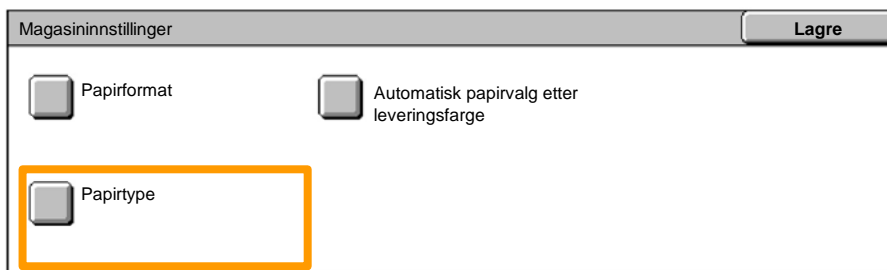 Magasininnstillinger
Lagre
Papirformat
Automatisk papirvalg etter
leveringsfarge
Papirtype